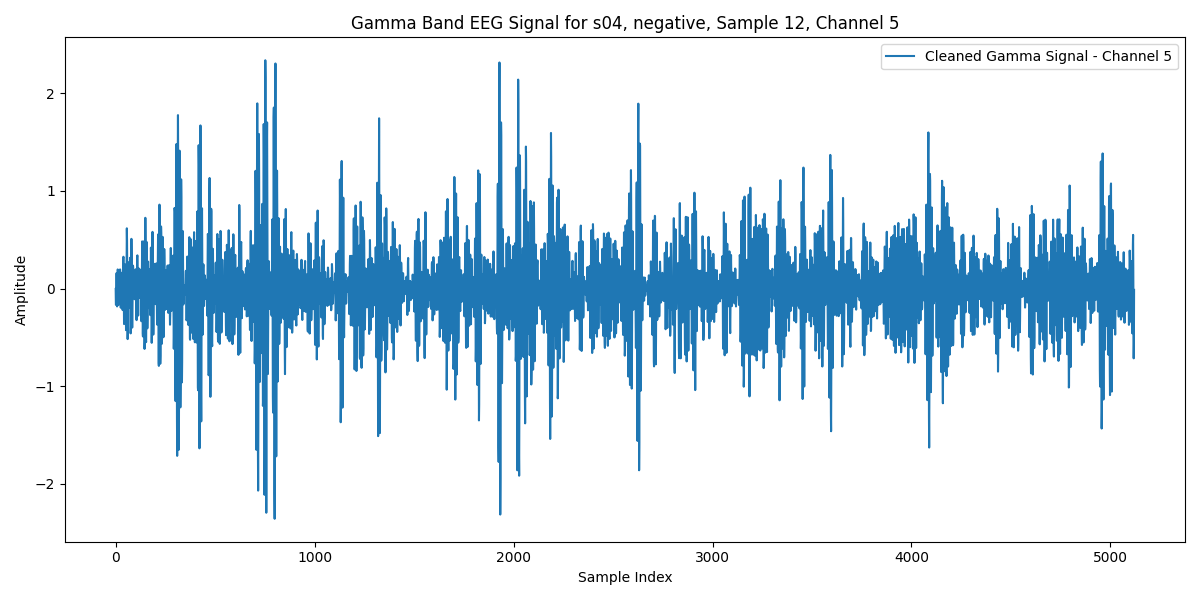 Gamma Band EEG Signal for s04, negative, Sample 12, Channel 5
Cleaned Gamma Signal - Channel 5
Amplitude
2
1
0
−1
−2
0 1000 2000 3000 4000 5000
Sample Index